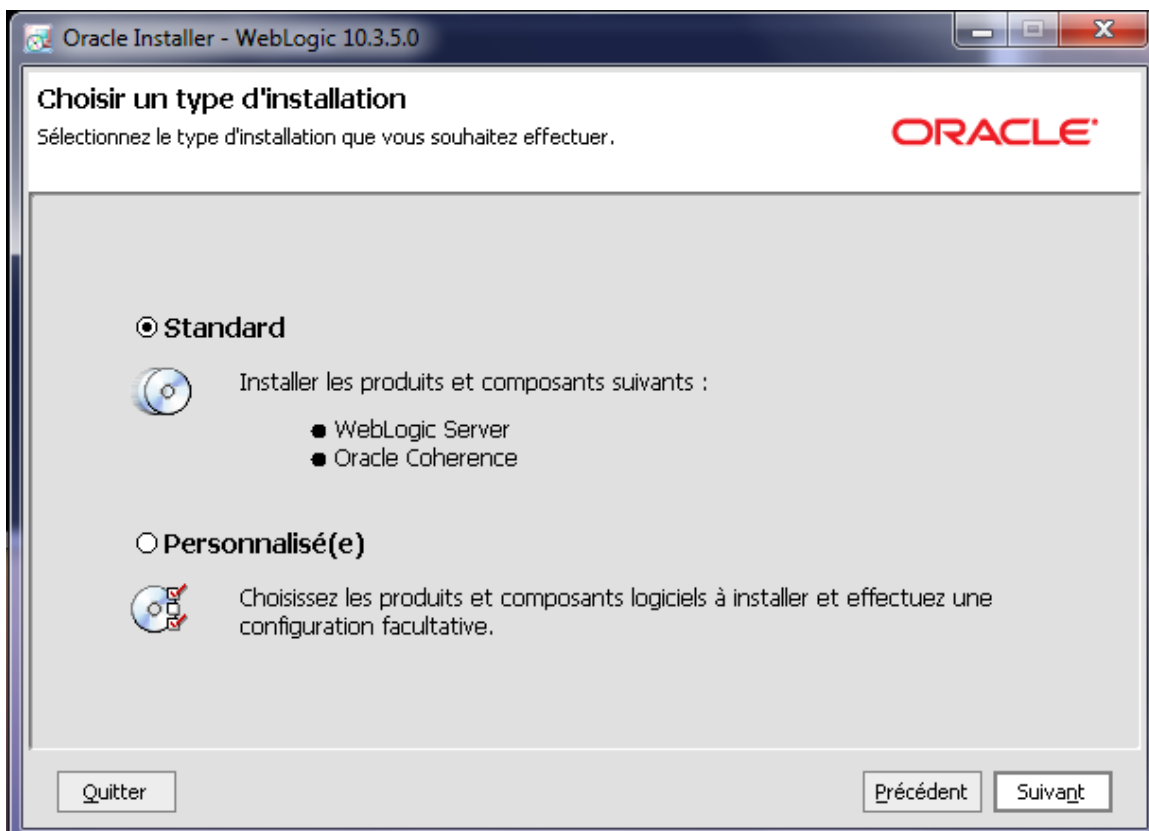 Oracle Installer - WebLogic 10.3.5.0
Choisir un type d'installation
Sélectionnez le type d'installation que vous souhaitez effectuer.
ORACLE
Standard
Installer les produits et composants suivants :
WebLogic Server
Oracle Coherence
Personnalisé(e)
Choisissez les produits et composants logiciels à installer et effectuez une
configuration facultative.
Quitter
Précédent
Suivant